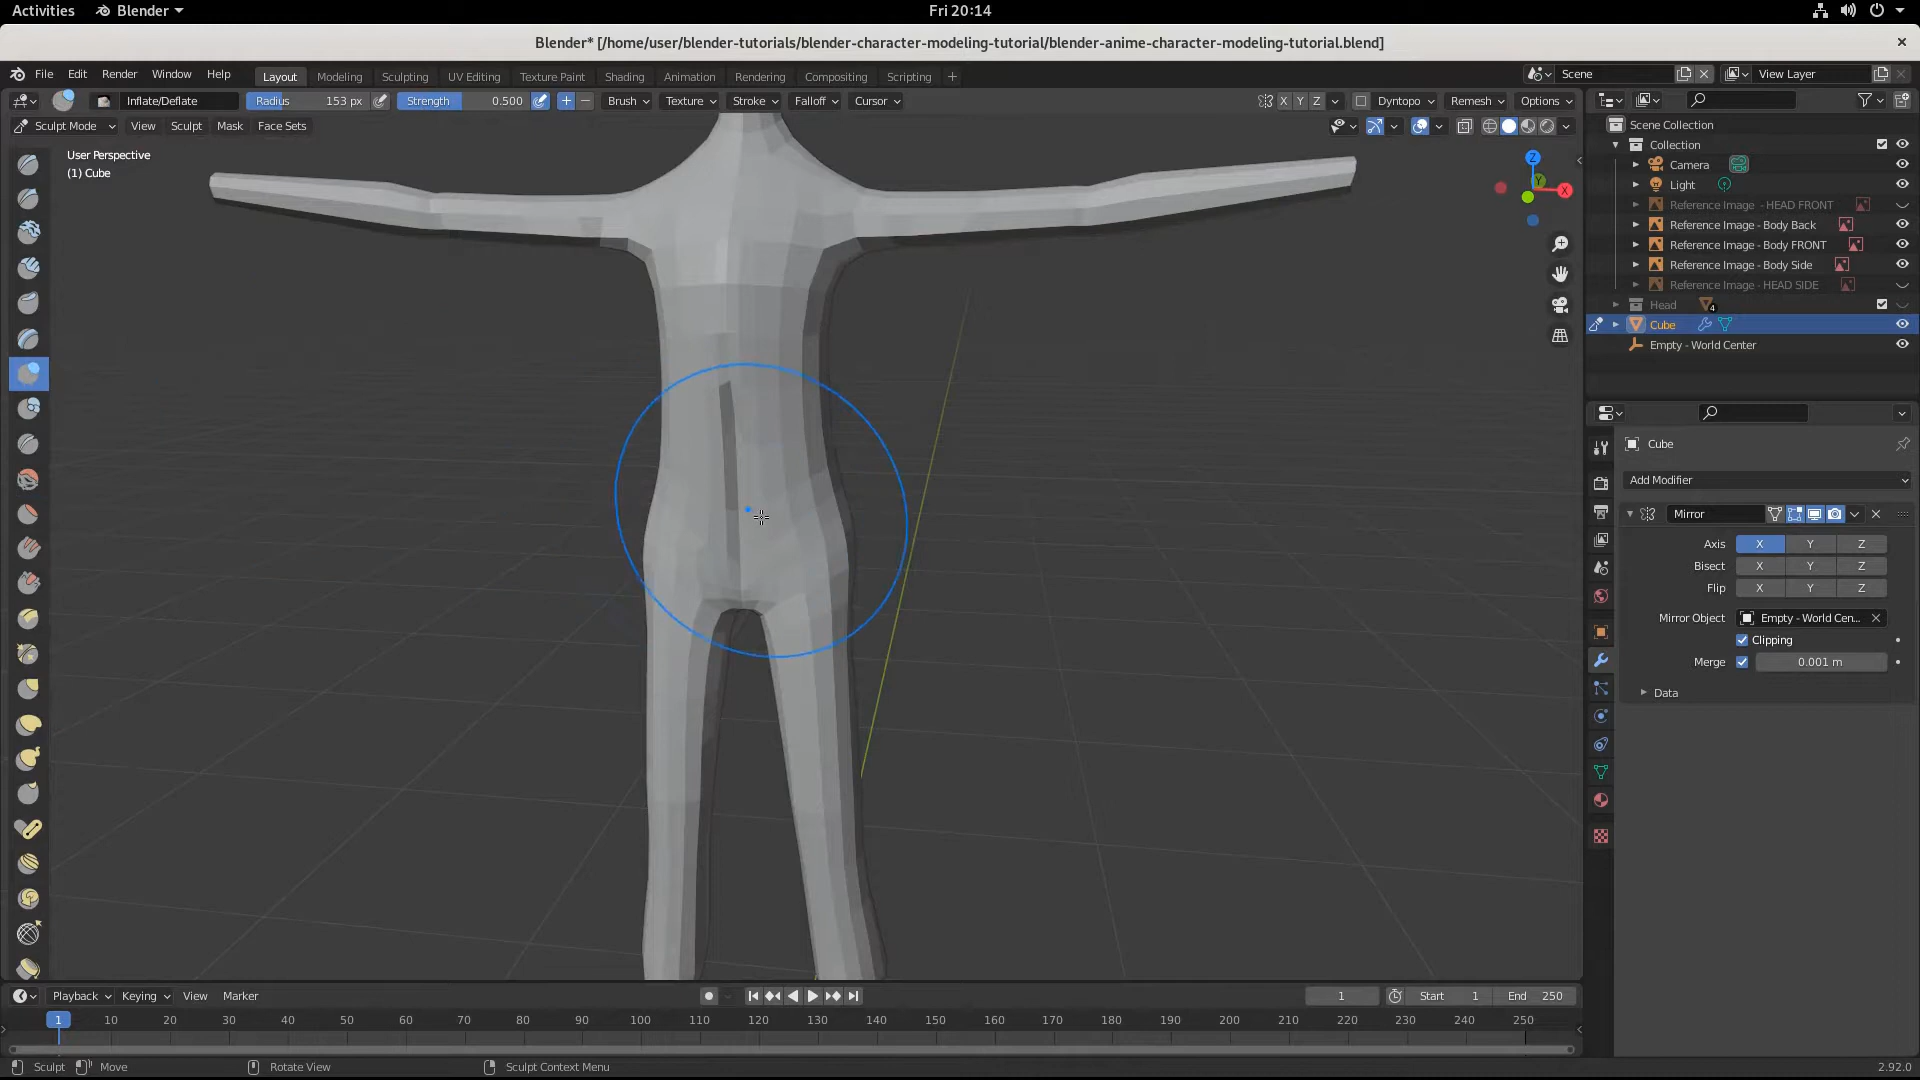 Activities Blender Fri 20:14
Blender* [/home/user/blender-tutorials/blender-character-modeling-tutorial/blender-anime-character-modeling-tutorial.blend]
File Edit Render Window Help Layout Modeling Sculpting UV Editing Texture Paint Shading Animation Rendering Compositing Scripting + Scene View Layer
Inflate/Deflate Radius 153 px Strength 0.500 Brush Texture Stroke Falloff Cursor X Y Z Dyntopo Remesh Options
Sculpt Mode View Sculpt Mask Face Sets
User Perspective
(1) Cube
Z
Y
X
Scene Collection
Collection
Camera
Light
Reference Image - HEAD FRONT
Reference Image - Body Back
Reference Image - Body FRONT
Reference Image - Body Side
Reference Image - HEAD SIDE
Head 4
Cube
Empty - World Center
Cube
Add Modifier
Mirror
Axis X Y Z
Bisect X Y Z
Flip X Y Z
Mirror Object Empty - World Cen...
Clipping
Merge 0.001 m
Data
Playback Keying View Marker 1 Start 1 End 250
1 10 20 30 40 50 60 70 80 90 100 110 120 130 140 150 160 170 180 190 200 210 220 230 240 250
Sculpt Move Rotate View Sculpt Context Menu 2.92.0